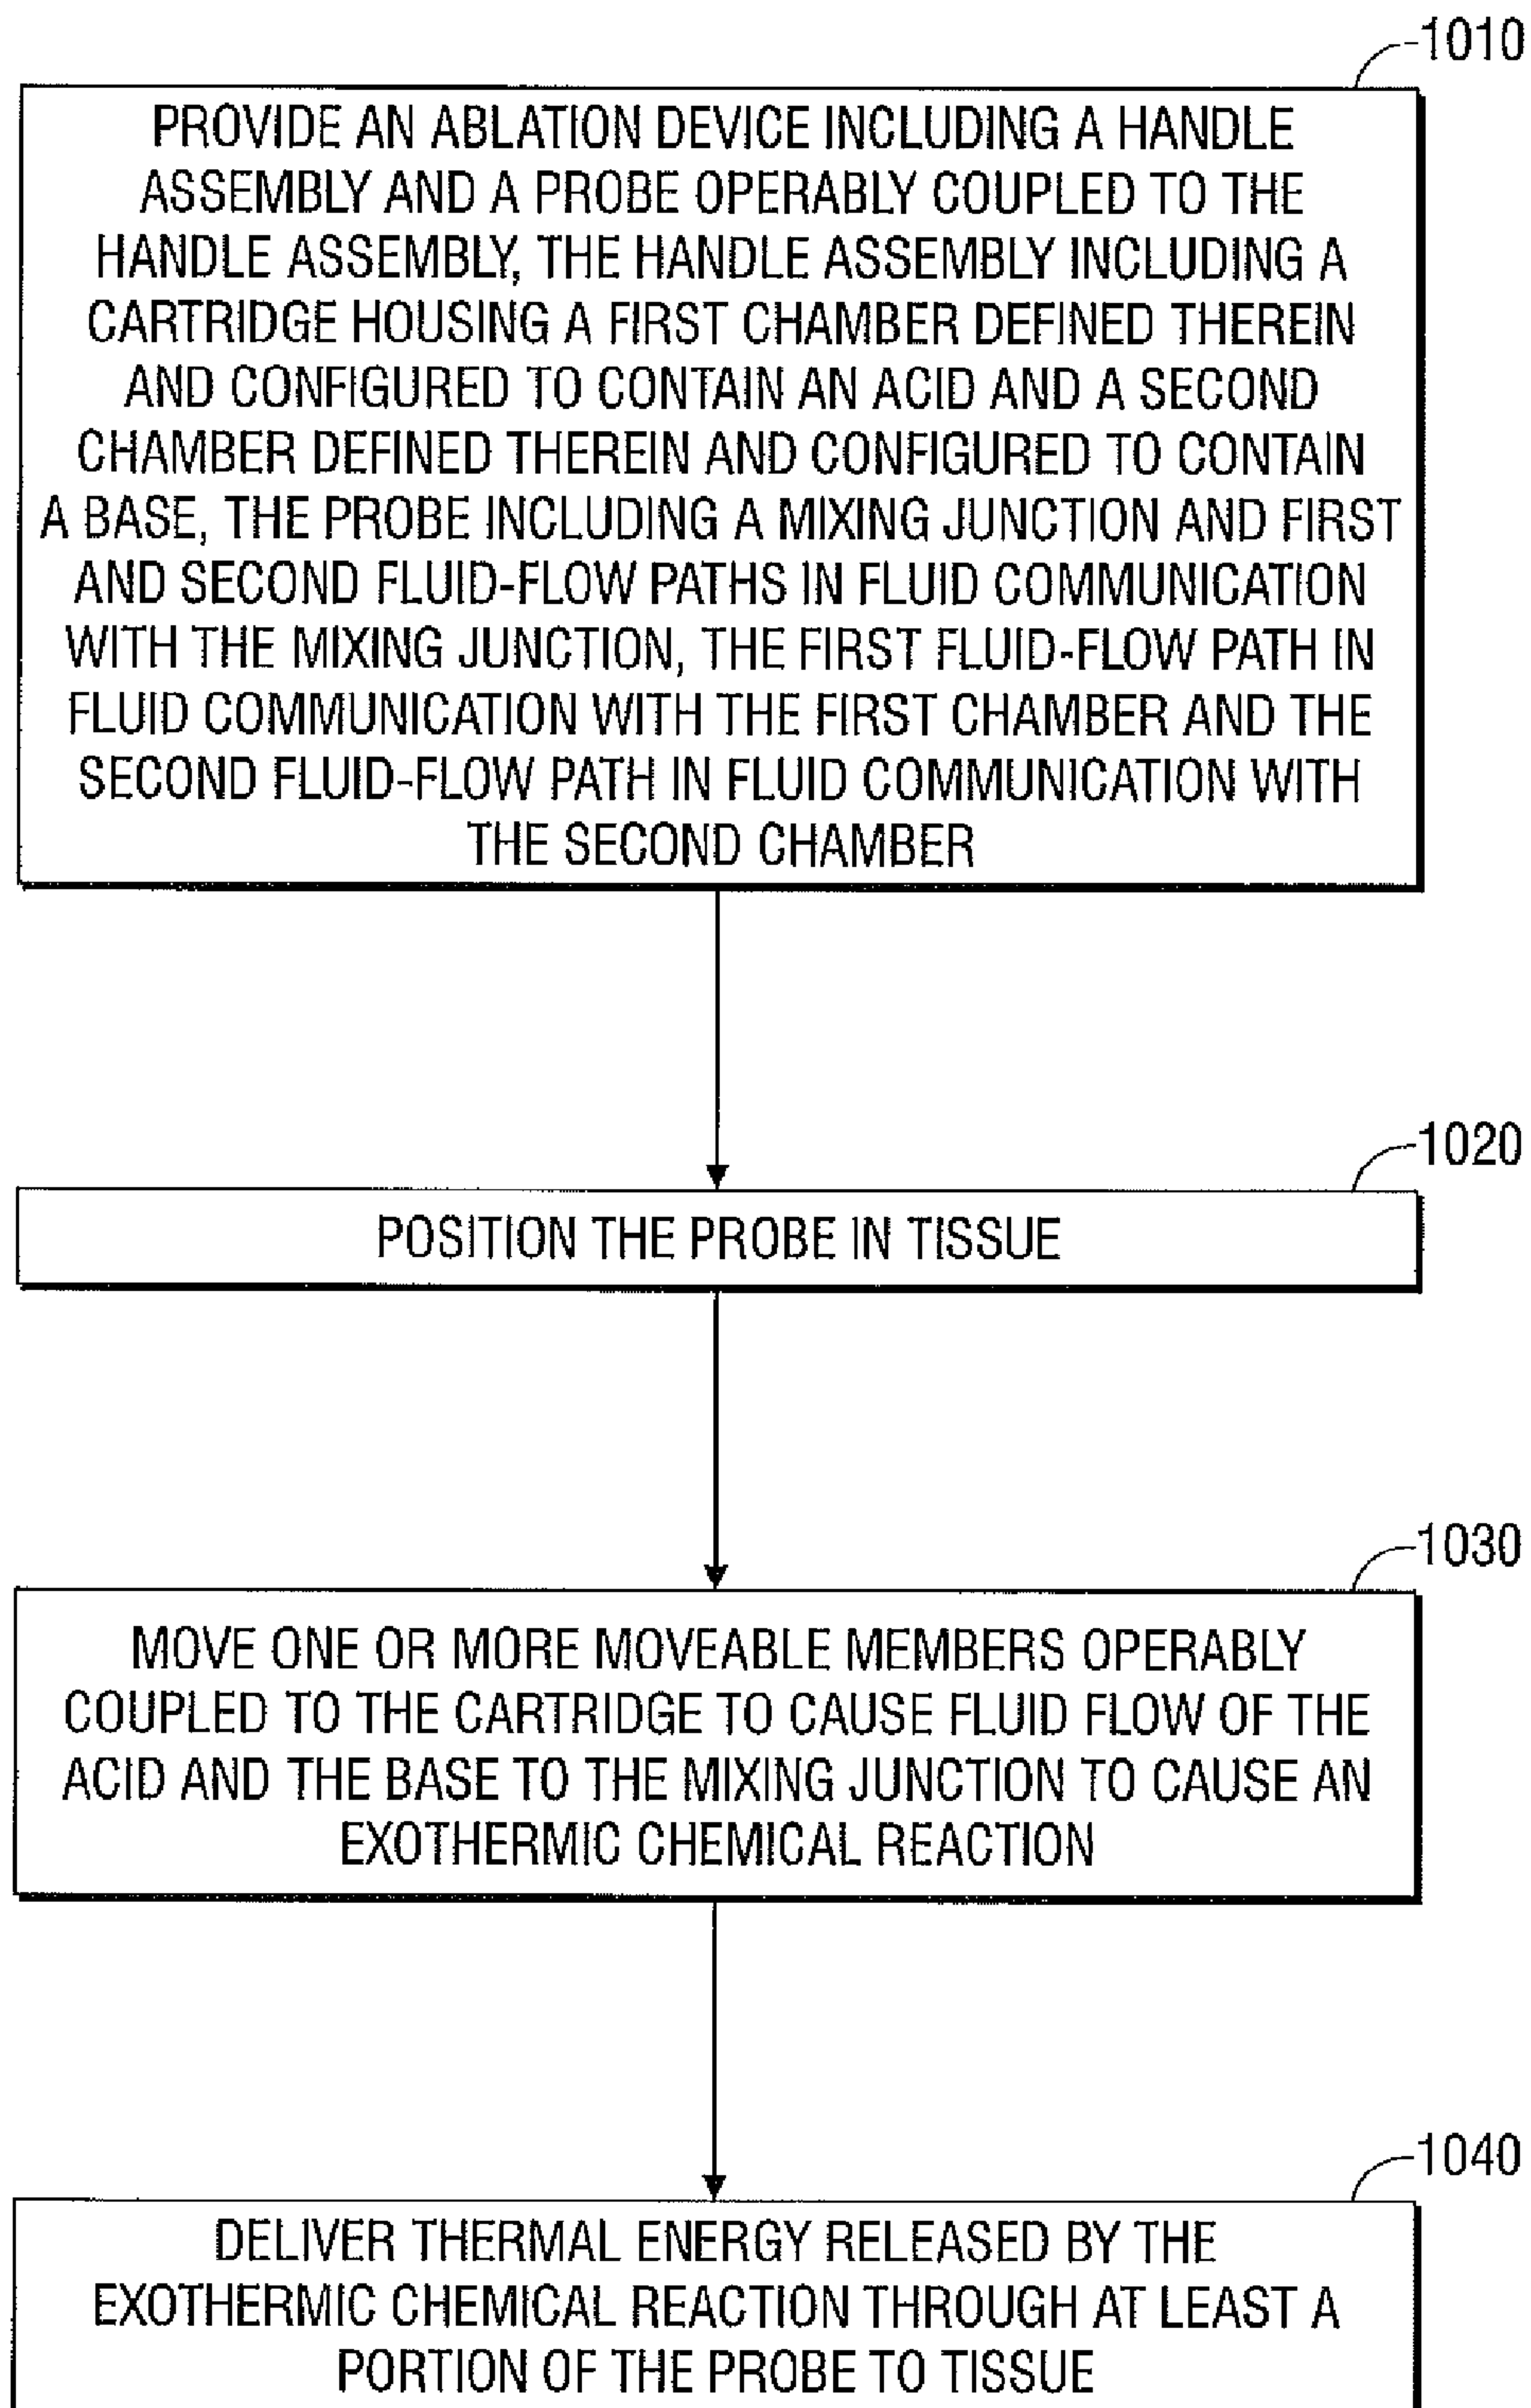 1010
PROVIDE AN ABLATION DEVICE INCLUDING A HANDLE
ASSEMBLY AND A PROBE OPERABLY COUPLED TO THE
HANDLE ASSEMBLY, THE HANDLE ASSEMBLY INCLUDING A
CARTRIDGE HOUSING A FIRST CHAMBER DEFINED THEREIN
AND CONFIGURED TO CONTAIN AN ACID AND A SECOND
CHAMBER DEFINED THEREIN AND CONFIGURED TO CONTAIN
A BASE, THE PROBE INCLUDING A MIXING JUNCTION AND FIRST
AND SECOND FLUID-FLOW PATHS IN FLUID COMMUNICATION
WITH THE MIXING JUNCTION, THE FIRST FLUID-FLOW PATH IN
FLUID COMMUNICATION WITH THE FIRST CHAMBER AND THE
SECOND FLUID-FLOW PATH IN FLUID COMMUNICATION WITH
THE SECOND CHAMBER
1020
POSITION THE PROBE IN TISSUE
1030
MOVE ONE OR MORE MOVEABLE MEMBERS OPERABLY
COUPLED TO THE CARTRIDGE TO CAUSE FLUID FLOW OF THE
ACID AND THE BASE TO THE MIXING JUNCTION TO CAUSE AN
EXOTHERMIC CHEMICAL REACTION
1040
DELIVER THERMAL ENERGY RELEASED BY THE
EXOTHERMIC CHEMICAL REACTION THROUGH AT LEAST A
PORTION OF THE PROBE TO TISSUE